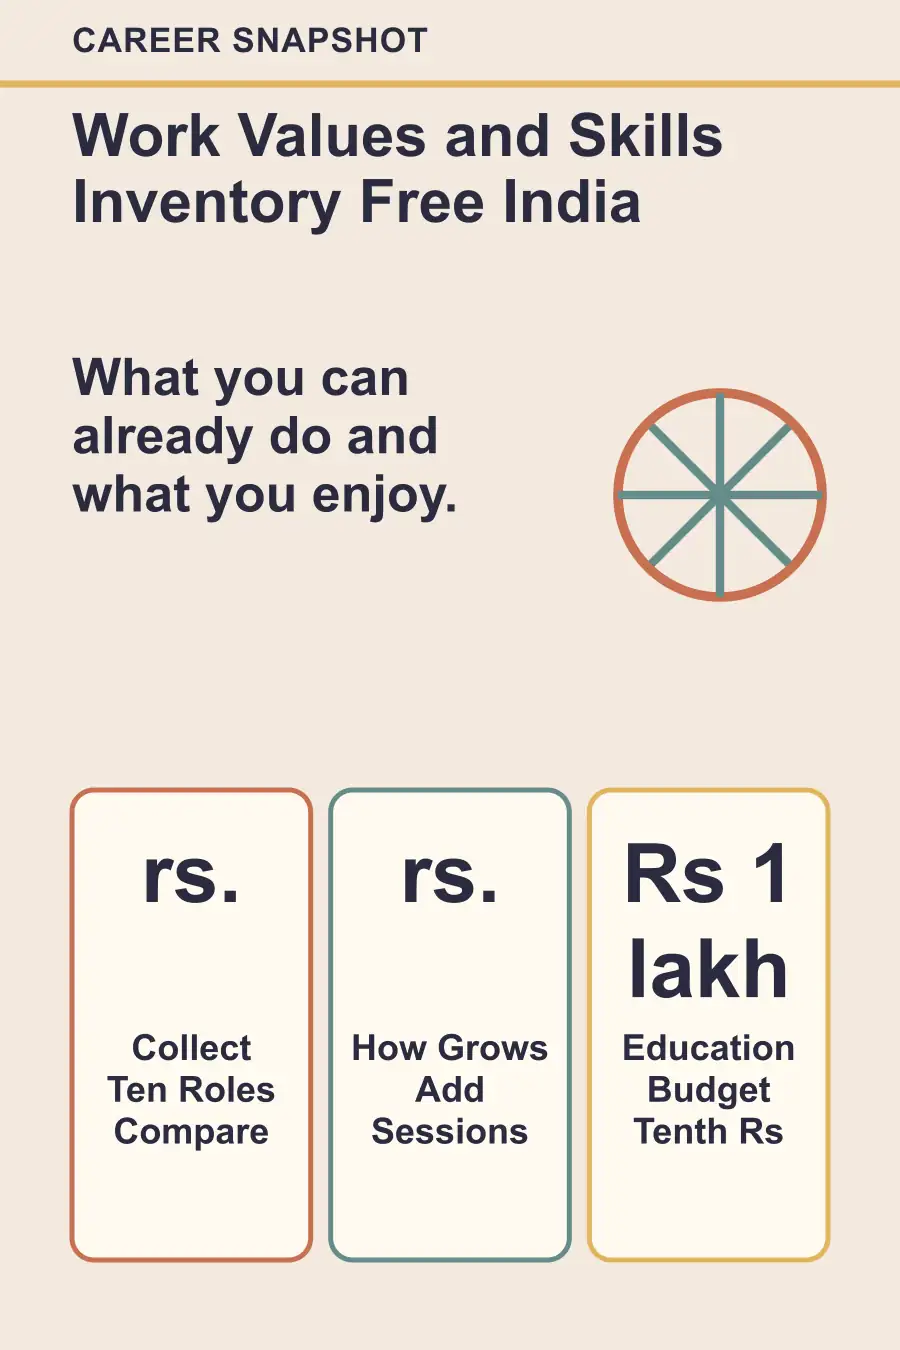 CAREER SNAPSHOT
Work Values and Skills
Inventory Free India
What you can
already do and
what you enjoy.
rs.
Collect
Ten Roles
Compare
rs.
How Grows
Add
Sessions
Rs 1
lakh
Education
Budget
Tenth Rs